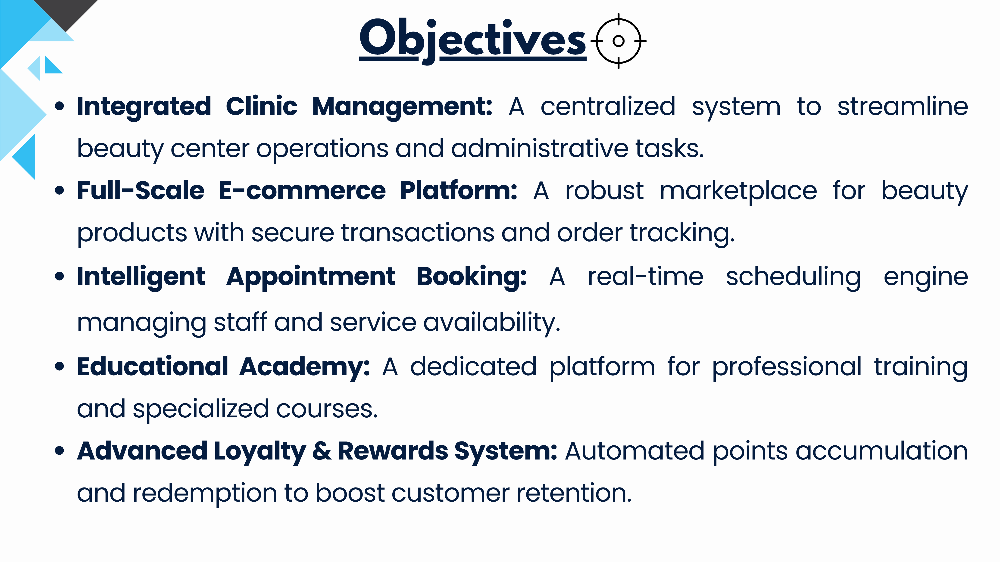 Objectives
• Integrated Clinic Management: A centralized system to streamline
beauty center operations and administrative tasks.
• Full-Scale E-commerce Platform: A robust marketplace for beauty
products with secure transactions and order tracking.
• Intelligent Appointment Booking: A real-time scheduling engine
managing staff and service availability.
• Educational Academy: A dedicated platform for professional training
and specialized courses.
• Advanced Loyalty & Rewards System: Automated points accumulation
and redemption to boost customer retention.